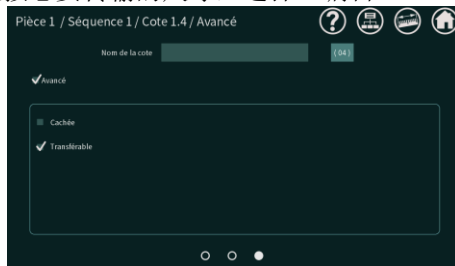 Pièce 1 / Séquence 1 / Cote 1.4 / Avancé
Nom de la cote
( 04 )
Avancé
Cachée
Transférable